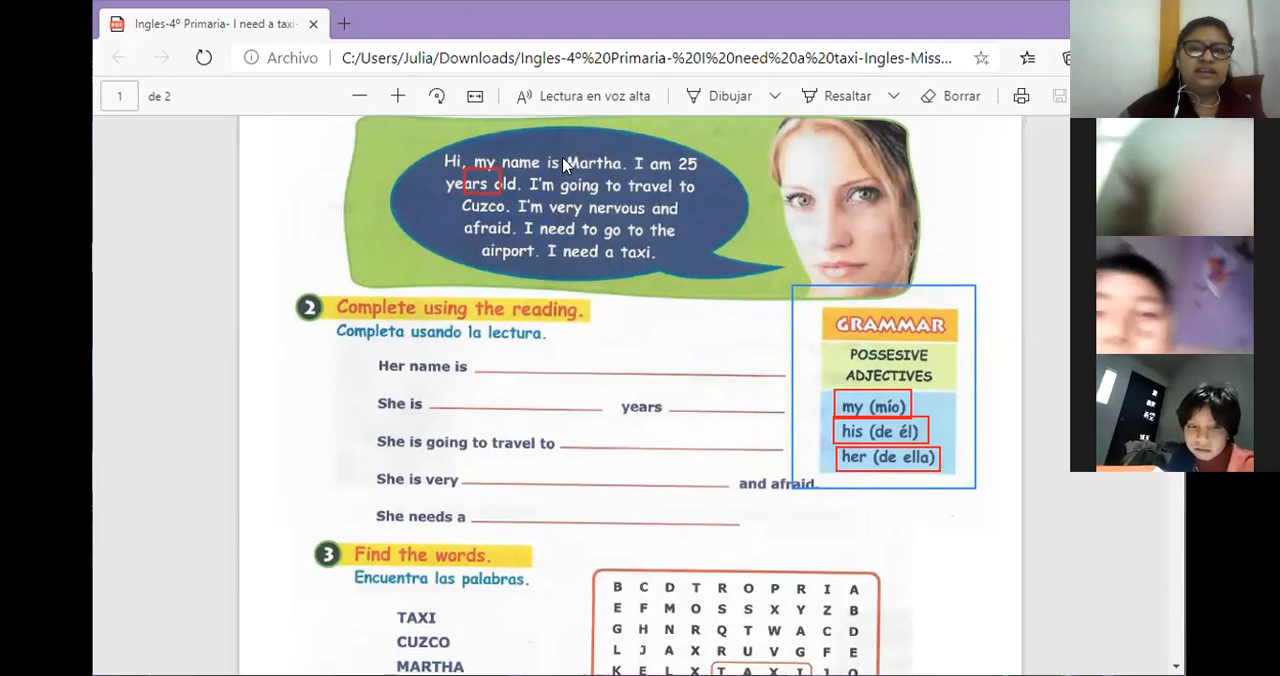 Ingles-4º Primaria- I need a taxi-
Archivo
C:/Users/Julia/Downloads/Ingles-4º%20Primaria-%20I%20need%20a%20taxi-Ingles-Miss...
1
de 2
Lectura en voz alta
Dibujar
Resaltar
Borrar
Hi, my name is Martha. I am 25
years old. I'm going to travel to
Cuzco. I'm very nervous and
afraid. I need to go to the
airport. I need a taxi.
2 Complete using the reading.
Completa usando la lectura.
Her name is
She is years
She is going to travel to
She is very and afraid.
She needs a
GRAMMAR
POSSESIVE
ADJECTIVES
my (mío)
his (de él)
her (de ella)
3 Find the words.
Encuentra las palabras.
TAXI
CUZCO
MARTHA
B C D T R O P R I A
E F M O S S X Y Z B
G H N R Q T W A C D
L J A X R U V G F E
K E L X T A X I J O